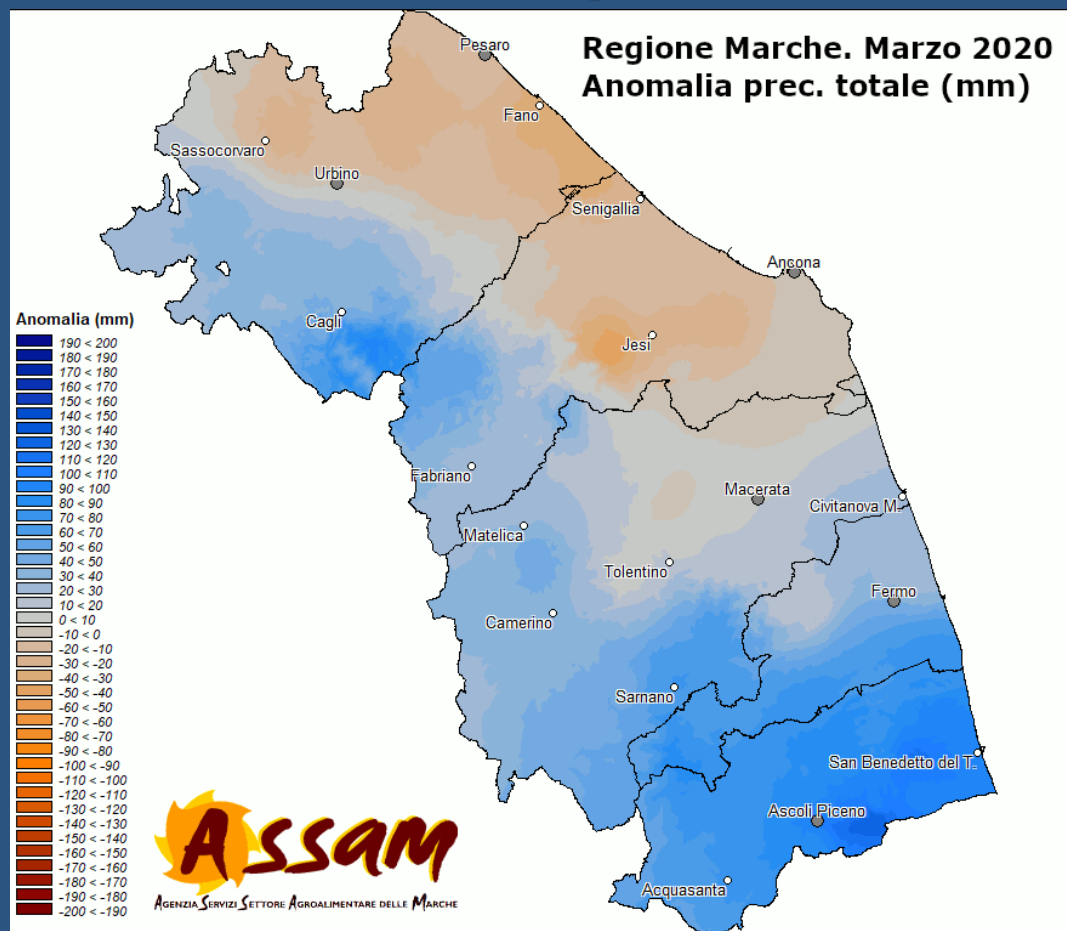 Regione Marche. Marzo 2020
Anomalia prec. totale (mm)
Pesaro
Fano
Sassocorvaro
Urbino
Senigallia
Ancona
Cagli
Jesi
Fabriano
Macerata
Civitanova M.
Matelica
Tolentino
Fermo
Camerino
Sarnano
San Benedetto del T.
Ascoli Piceno
Acquasanta
Anomalia (mm)
190 < 200
180 < 190
170 < 180
160 < 170
150 < 160
140 < 150
130 < 140
120 < 130
110 < 120
100 < 110
90 < 100
80 < 90
70 < 80
60 < 70
50 < 60
40 < 50
30 < 40
20 < 30
10 < 20
0 < 10
-10 < 0
-20 < -10
-30 < -20
-40 < -30
-50 < -40
-60 < -50
-70 < -60
-80 < -70
-90 < -80
-100 < -90
-110 < -100
-120 < -110
-130 < -120
-140 < -130
-150 < -140
-160 < -150
-170 < -160
-180 < -170
-190 < -180
-200 < -190
Assam
Agenzia Servizi Settore Agroalimentare delle Marche